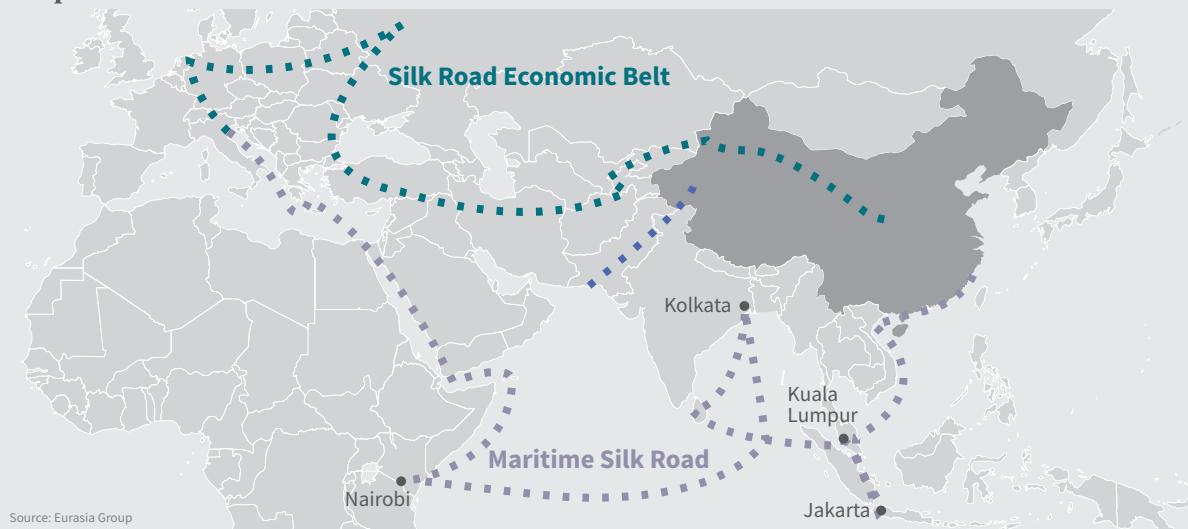 Silk Road Economic Belt
Kolkata
Kuala
Lumpur
Maritime Silk Road
Nairobi
Jakarta
Source: Eurasia Group